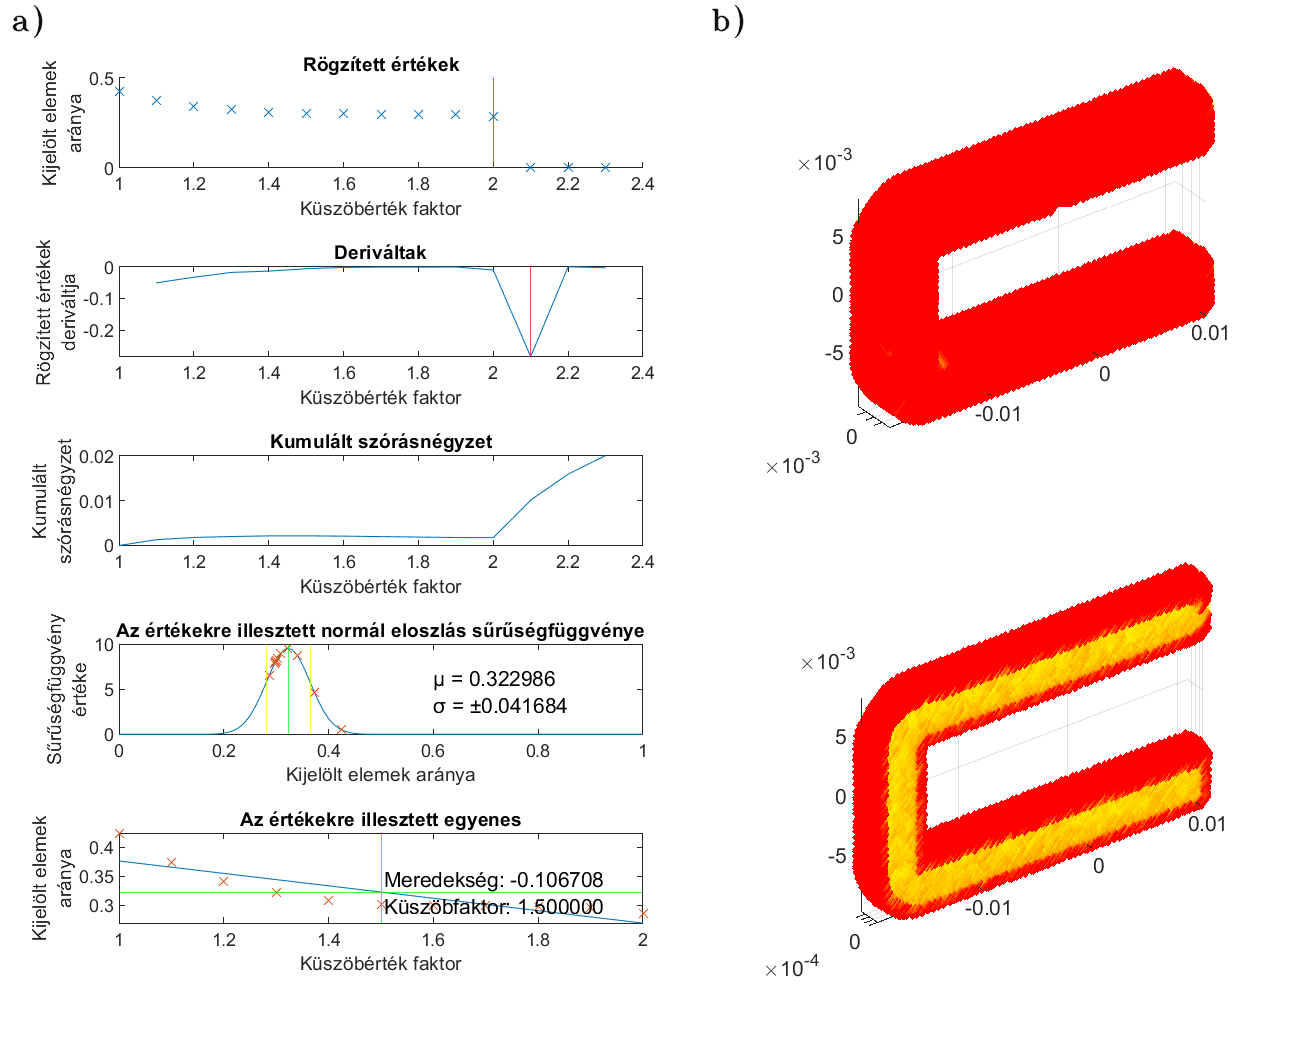 a)
Rögzített értékek
Kijelölt elemek
aránya
0.5
0
1 1.2 1.4 1.6 1.8 2 2.2 2.4
Küszöbérték faktor
Deriváltak
Rögzített értékek
deriváltja
0
-0.1
-0.2
1 1.2 1.4 1.6 1.8 2 2.2 2.4
Küszöbérték faktor
Kumulált szórásnégyzet
Kumulált
szórásnégyzet
0.02
0.01
0
1 1.2 1.4 1.6 1.8 2 2.2 2.4
Küszöbérték faktor
Az értékekre illesztett normál eloszlás sűrűségfüggvénye
Sűrűségfüggvény
értéke
10
5
0
μ = 0.322986
σ = ±0.041684
0 0.2 0.4 0.6 0.8 1
Kijelölt elemek aránya
Az értékekre illesztett egyenes
Kijelölt elemek
aránya
0.4
0.35
0.3
Meredekség: -0.106708
Küszöbfaktor: 1.500000
1 1.2 1.4 1.6 1.8 2
Küszöbérték faktor
b)
×10-3
5
0
-5
0.01
0
-0.01
0
×10-3
×10-3
5
0
-5
0.01
0
-0.01
0
×10-4